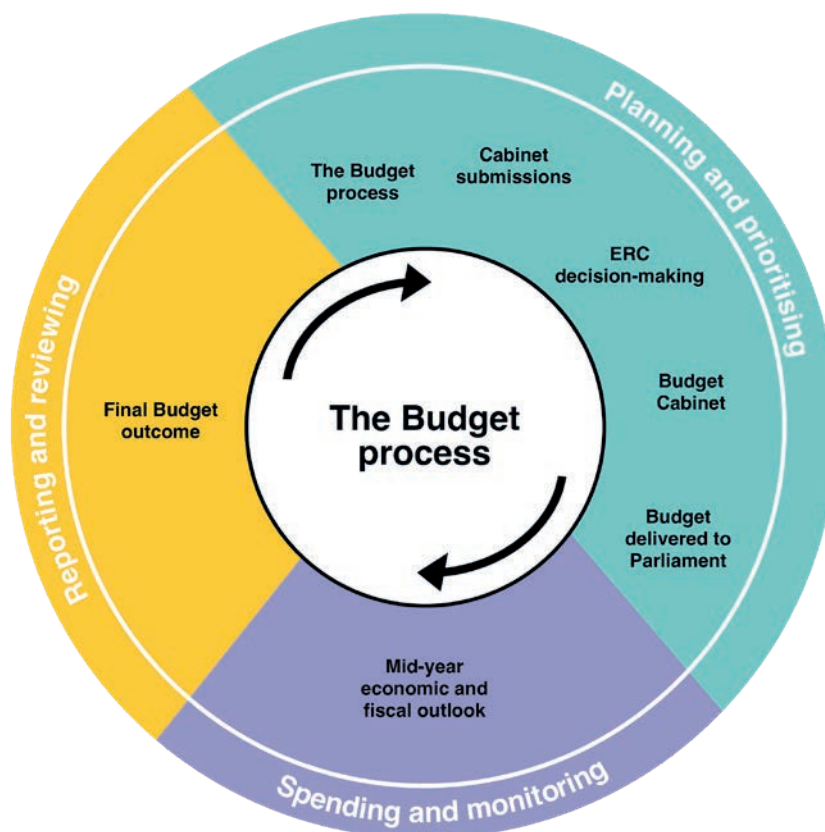 Planning and prioritising
The Budget
process
Cabinet
submissions
ERC
decision-making
Budget
Cabinet
Budget
delivered to
Parliament
Spending and monitoring
Mid-year
economic and
fiscal outlook
Reporting and reviewing
Final Budget
outcome
The Budget
process